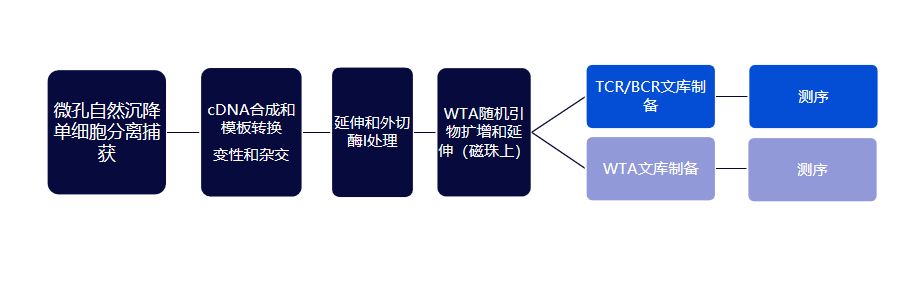 微孔自然沉降
单细胞分离捕
获
cDNA合成和
模板转换
变性和杂交
延伸和外切
酶I处理
WTA随机引
物扩增和延
伸（磁珠上）
TCR/BCR文库制
备
测序
WTA文库制备
测序